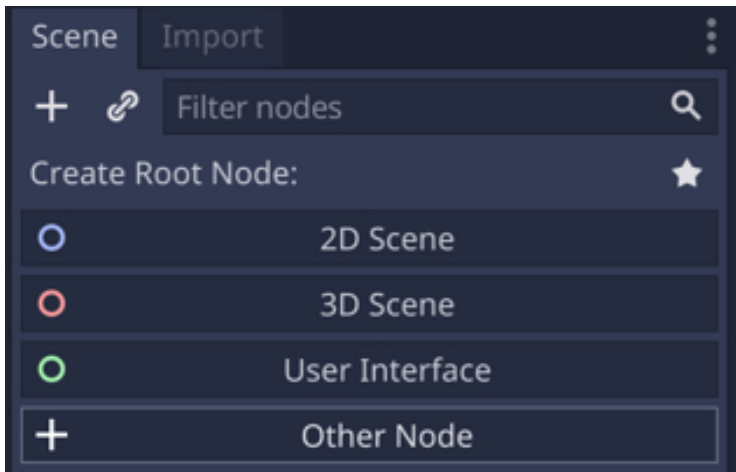 Scene Import
Filter nodes
Create Root Node:
2D Scene
3D Scene
User Interface
Other Node